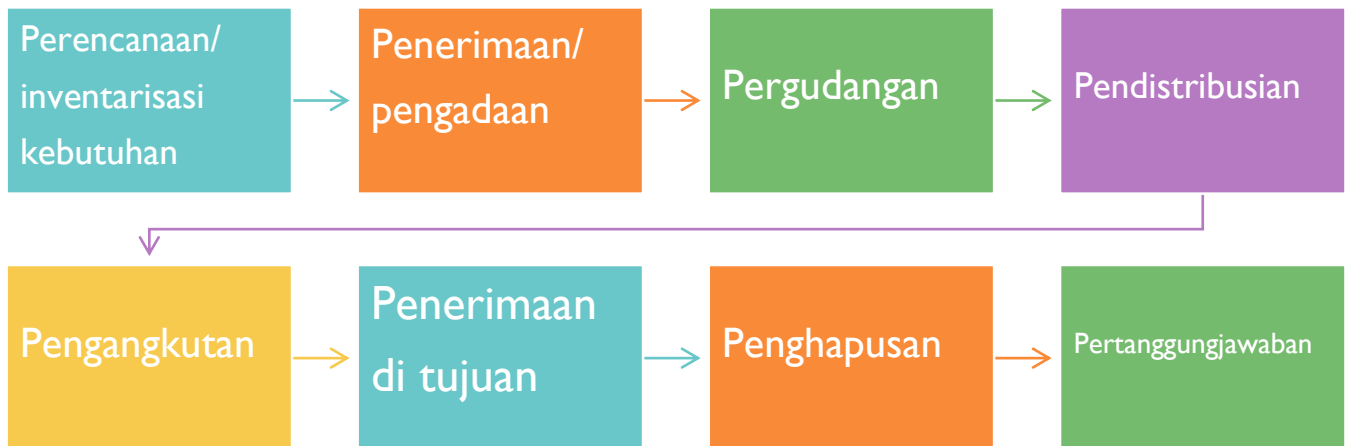 Perencanaan/
inventarisasi
kebutuhan
Penerimaan/
pengadaan
Pergudangan
Pendistribusian
Pengangkutan
Penerimaan
di tujuan
Penghapusan
Pertanggungjawaban